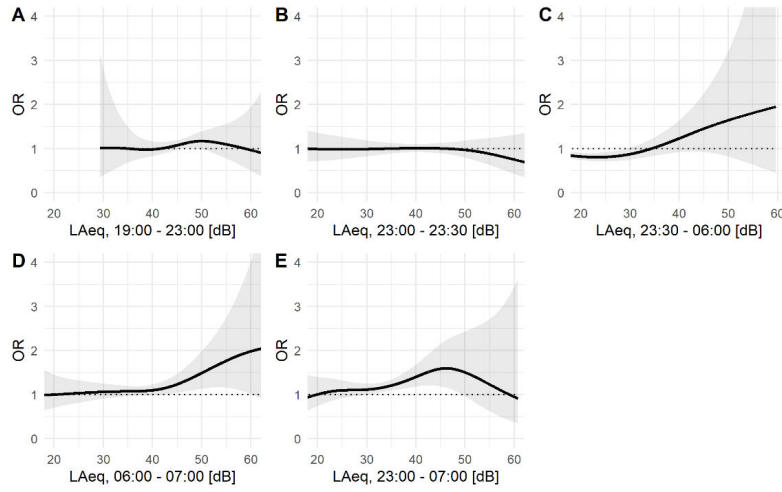 A
4
3
2
1
0
OR
20 30 40 50 60
LAeq, 19:00 - 23:00 [dB]
B
4
3
2
1
0
OR
20 30 40 50 60
LAeq, 23:00 - 23:30 [dB]
C
4
3
2
1
0
OR
20 30 40 50 60
LAeq, 23:30 - 06:00 [dB]
D
4
3
2
1
0
OR
20 30 40 50 60
LAeq, 06:00 - 07:00 [dB]
E
4
3
2
1
0
OR
20 30 40 50 60
LAeq, 23:00 - 07:00 [dB]